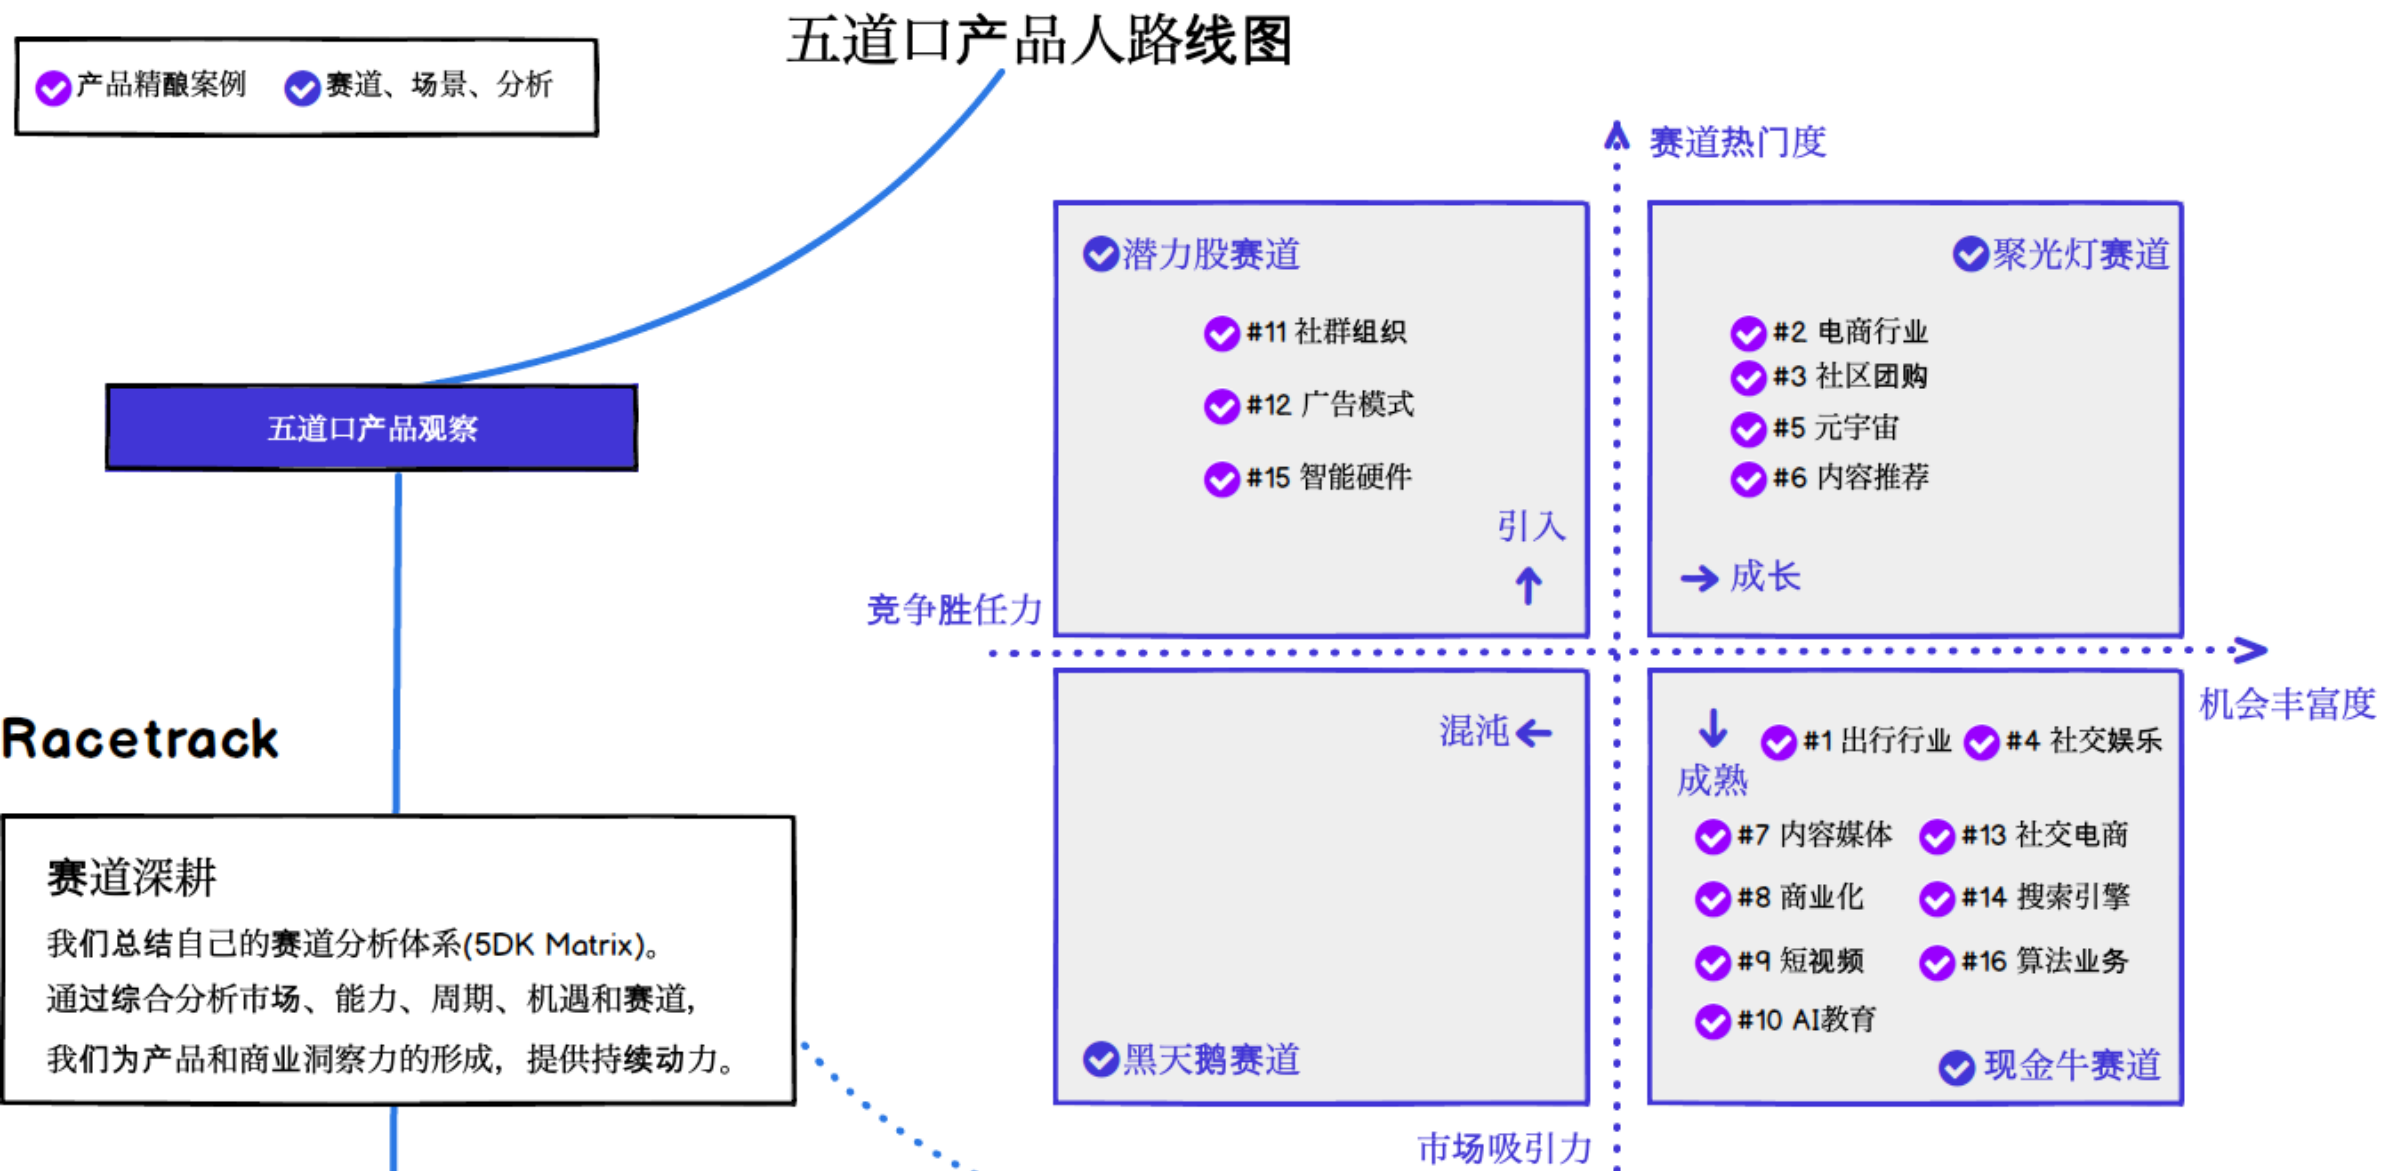 五道口产品人路线图
产品精酿案例 赛道、场景、分析
五道口产品观察
Racetrack
赛道深耕
我们总结自己的赛道分析体系(5DK Matrix)。
通过综合分析市场、能力、周期、机遇和赛道,
我们为产品和商业洞察力的形成，提供持续动力。
赛道热门度
潜力股赛道
#11 社群组织
#12 广告模式
#15 智能硬件
引入
聚光灯赛道
#2 电商行业
#3 社区团购
#5 元宇宙
#6 内容推荐
成长
竞争胜任力
机会丰富度
混沌
黑天鹅赛道
成熟
#1 出行行业 #4 社交娱乐
#7 内容媒体 #13 社交电商
#8 商业化 #14 搜索引擎
#9 短视频 #16 算法业务
#10 AI教育
现金牛赛道
市场吸引力